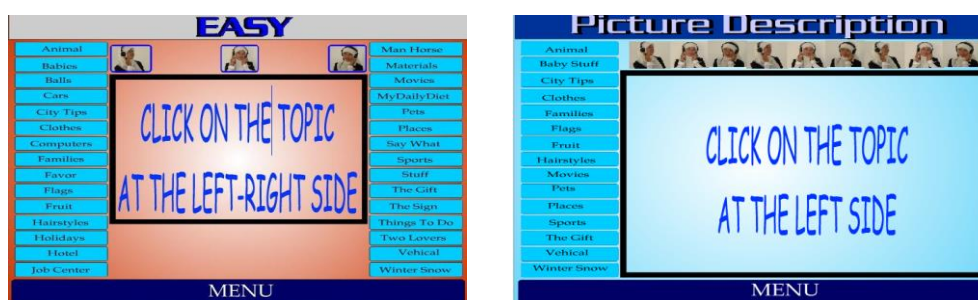 EASY
Animal
Babies
Balls
Cars
City Tips
Clothes
Computers
Families
Favor
Flags
Fruit
Hairstyles
Holidays
Hotel
Job Center
CLICK ON THE TOPIC
AT THE LEFT-RIGHT SIDE
Man Horse
Materials
Movies
MyDailyDiet
Pets
Places
Say What
Sports
Stuff
The Gift
The Sign
Things To Do
Two Lovers
Vehical
Winter Snow
MENU
Picture Description
Animal
Baby Stuff
City Tips
Clothes
Families
Flags
Fruit
Hairstyles
Movies
Pets
Places
Sports
The Gift
Vehical
Winter Snow
CLICK ON THE TOPIC
AT THE LEFT SIDE
MENU